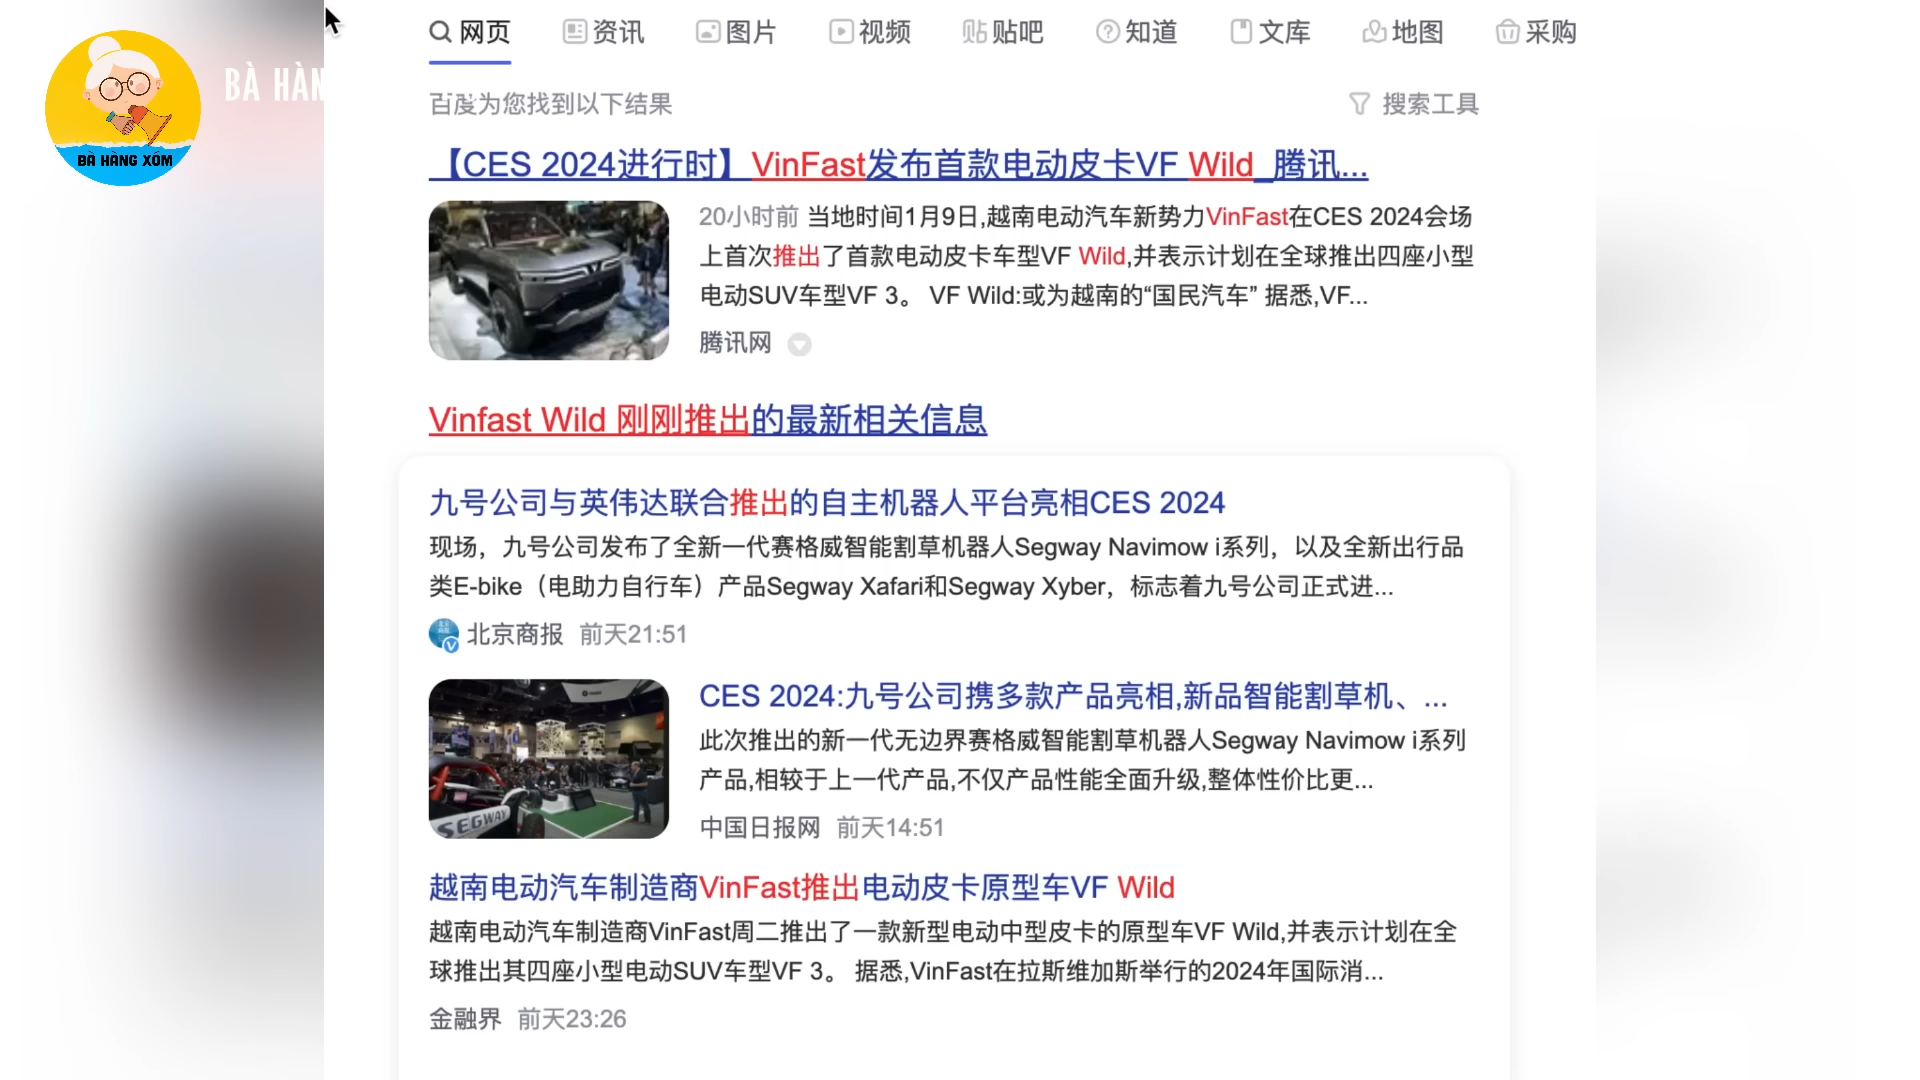 网页 资讯 图片 视频 贴吧 知道 文库 地图 采购
BÀ HÀN
BÀ HÀNG XÓM
百度为您找到以下结果 搜索工具
【CES 2024进行时】VinFast发布首款电动皮卡VF Wild_腾讯...
20小时前 当地时间1月9日,越南电动汽车新势力VinFast在CES 2024会场
上首次推出了首款电动皮卡车型VF Wild,并表示计划在全球推出四座小型
电动SUV车型VF 3。 VF Wild:或为越南的“国民汽车” 据悉,VF...
腾讯网
Vinfast Wild 刚刚推出的最新相关信息
九号公司与英伟达联合推出的自主机器人平台亮相CES 2024
现场，九号公司发布了全新一代赛格威智能割草机器人Segway Navimow i系列，以及全新出行品
类E-bike（电助力自行车）产品Segway Xafari和Segway Xyber，标志着九号公司正式进...
北京商报 前天21:51
CES 2024:九号公司携多款产品亮相,新品智能割草机、...
此次推出的新一代无边界赛格威智能割草机器人Segway Navimow i系列
产品,相较于上一代产品,不仅产品性能全面升级,整体性价比更...
SEGWAY
中国日报网 前天14:51
越南电动汽车制造商VinFast推出电动皮卡原型车VF Wild
越南电动汽车制造商VinFast周二推出了一款新型电动中型皮卡的原型车VF Wild,并表示计划在全
球推出其四座小型电动SUV车型VF 3。 据悉,VinFast在拉斯维加斯举行的2024年国际消...
金融界 前天23:26